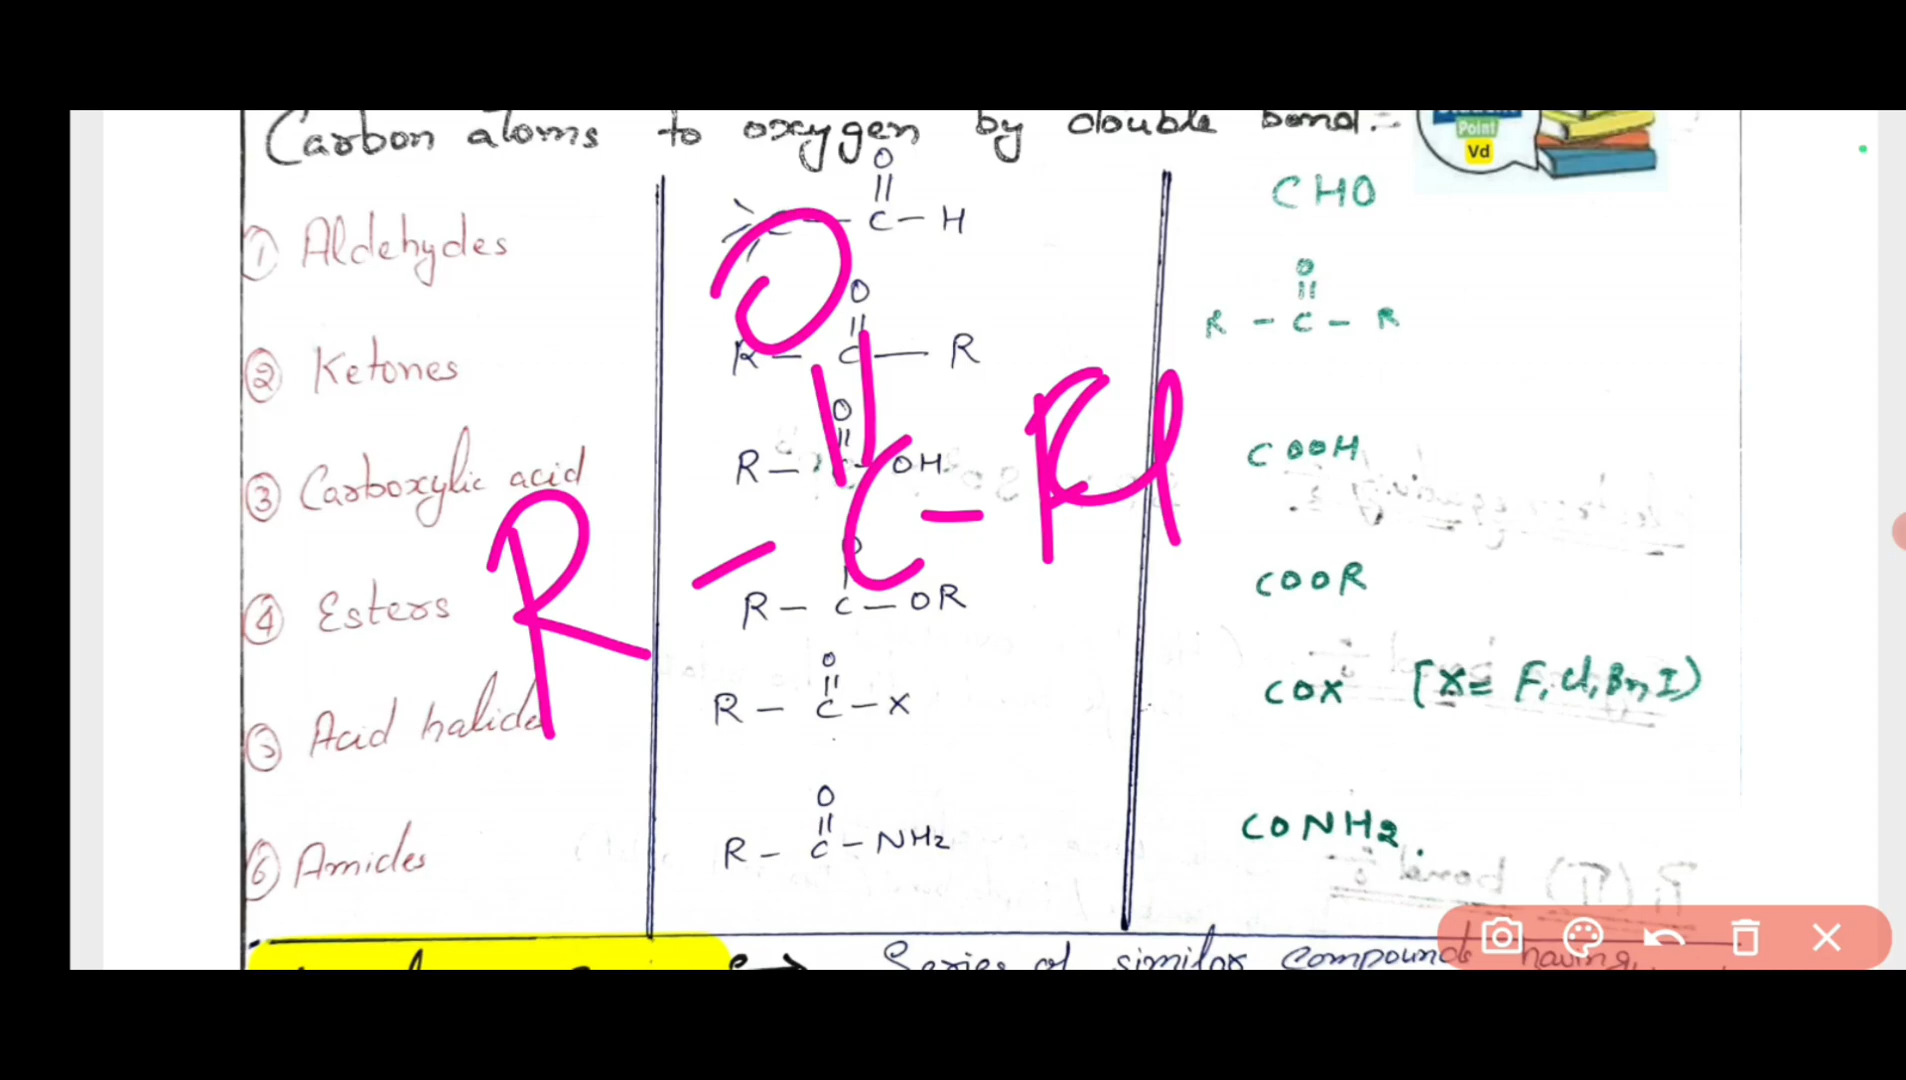 Carbon atoms to oxygen by double bond :-
Point
Vd
① Aldehydes
O
||
C - H
CHO
② Ketones
O
||
R - C - R
O
||
R - C - R
③ Carboxylic acid
O
||
R - OH
COOH
④ Esters
R - C - OR
COOR
⑤ Acid halide
O
||
R - C - X
COX (X = F, Cl, Br, I)
⑥ Amides
O
||
R - C - NH2
CONH2.
O
||
R - C -
Series of similar compounds having